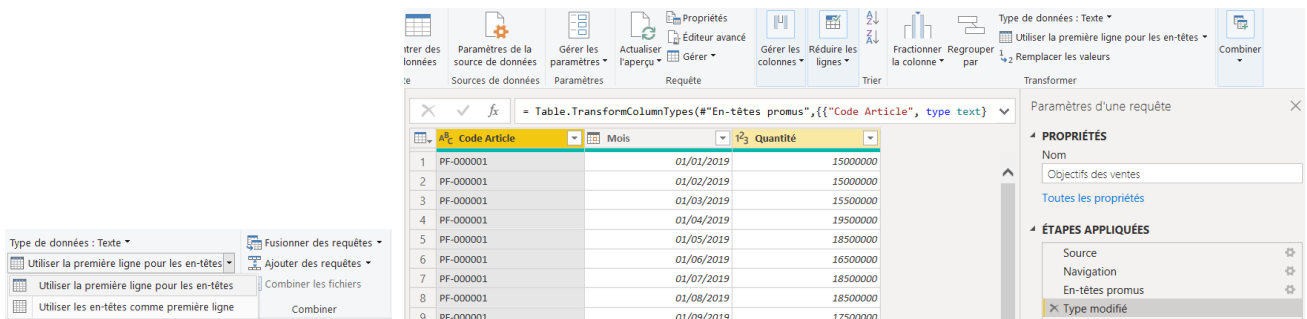 Type de données : Texte
Utiliser la première ligne pour les en-têtes
Utiliser la première ligne pour les en-têtes
Utiliser les en-têtes comme première ligne
Fusionner des requêtes
Ajouter des requêtes
Combiner les fichiers
Combiner
Paramètres de la
source de données
Sources de données
Gérer les
paramètres
Paramètres
Actualiser
l'aperçu
Propriétés
Éditeur avancé
Gérer
Requête
Gérer les
colonnes
Réduire les
lignes
Trier
Fractionner
la colonne
Regrouper
par
Type de données : Texte
Utiliser la première ligne pour les en-têtes
Remplacer les valeurs
Transformer
Combiner
= Table.TransformColumnTypes(#"En-têtes promus",{{"Code Article", type text}
Code Article Mois Quantité
1 PF-000001 01/01/2019 15000000
2 PF-000001 01/02/2019 15000000
3 PF-000001 01/03/2019 15500000
4 PF-000001 01/04/2019 19500000
5 PF-000001 01/05/2019 18500000
6 PF-000001 01/06/2019 16500000
7 PF-000001 01/07/2019 18500000
8 PF-000001 01/08/2019 18500000
9 PF-000001 01/09/2019 17500000
Paramètres d'une requête
PROPRIÉTÉS
Nom
Objectifs des ventes
Toutes les propriétés
ÉTAPES APPLIQUÉES
Source
Navigation
En-têtes promus
Type modifié